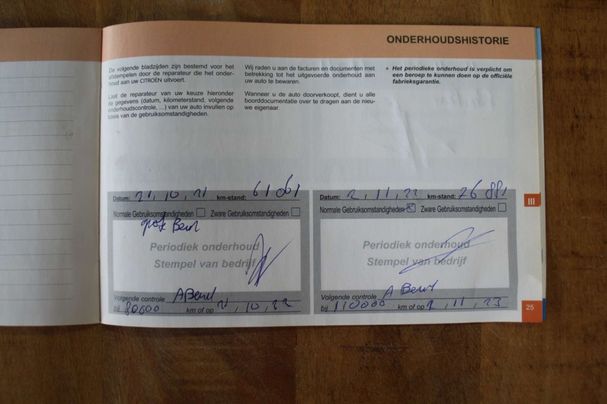 ONDERHOUDSHISTORIE
De volgende bladzijden zijn bestemd voor het
afstempelen door de reparateur die het onder-
houd aan uw CITROËN uitvoert.
Laat de reparateur van uw keuze hieronder
de gegevens (datum, kilometerstand, volgende
onderhoudscontrole, ...) van uw auto invullen op
basis van de gebruiksomstandigheden.
Wij raden u aan de facturen en documenten met
betrekking tot het uitgevoerde onderhoud aan
uw auto te bewaren.
Wanneer u de auto doorverkoopt, dient u alle
boorddocumentatie over te dragen aan de nieu-
we eigenaar.
Het periodieke onderhoud is verplicht om
een beroep te kunnen doen op de officiële
fabrieksgarantie.
Datum: 21, 10, 21 km-stand: 61061
Normale Gebruiksomstandigheden Zware Gebruiksomstandigheden
Periodiek onderhoud
Stempel van bedrijf
Volgende controle
bij 80000 km of op 21, 10, 22
Datum: 2, 11, 22 km-stand: 76881
Normale Gebruiksomstandigheden Zware Gebruiksomstandigheden
Periodiek onderhoud
Stempel van bedrijf
Volgende controle
bij 110000 km of op 2, 11, 23
III
25